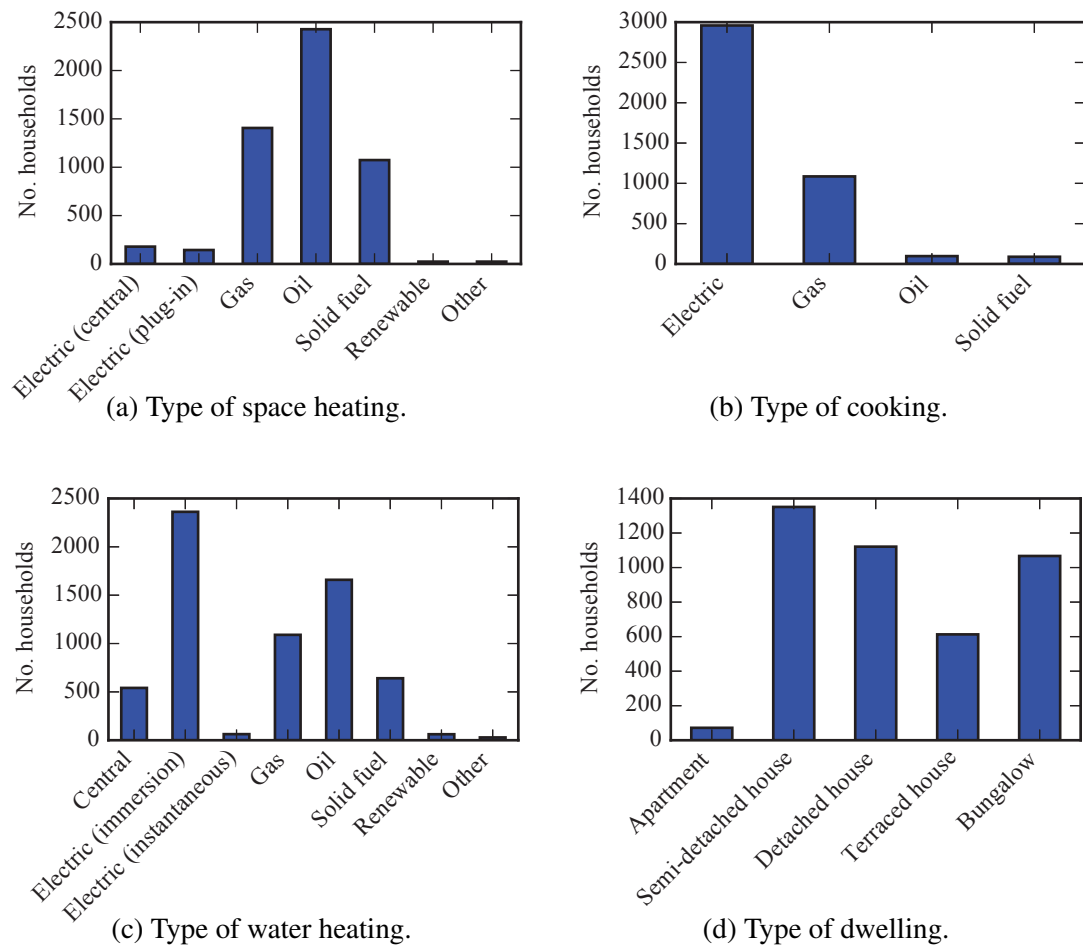 2500
2000
1500
1000
500
0
No. households
Electric (central)
Electric (plug-in)
Gas
Oil
Solid fuel
Renewable
Other
(a) Type of space heating.
3000
2500
2000
1500
1000
500
0
No. households
Electric
Gas
Oil
Solid fuel
(b) Type of cooking.
2500
2000
1500
1000
500
0
No. households
Central
Electric (immersion)
Electric (instantaneous)
Gas
Oil
Solid fuel
Renewable
Other
(c) Type of water heating.
1400
1200
1000
800
600
400
200
0
No. households
Apartment
Semi-detached house
Detached house
Terraced house
Bungalow
(d) Type of dwelling.